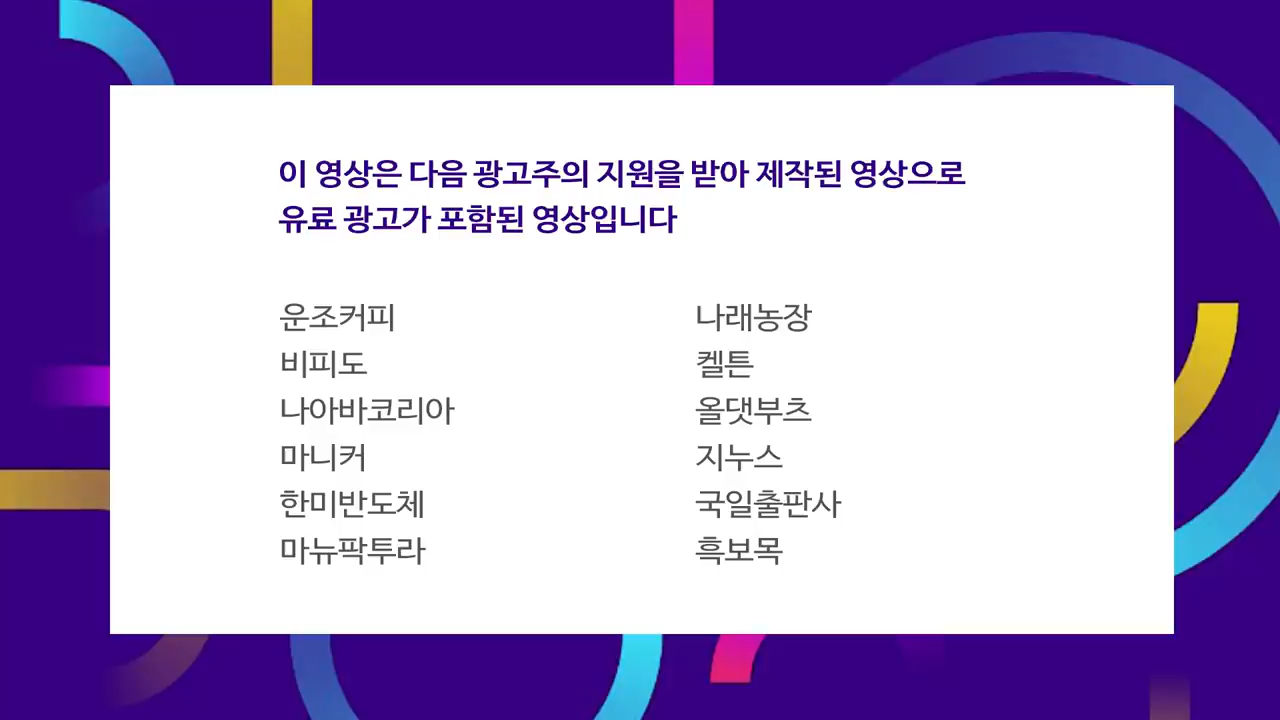 이 영상은 다음 광고주의 지원을 받아 제작된 영상으로
유료 광고가 포함된 영상입니다
운조커피
비피도
나아바코리아
마니커
한미반도체
마뉴팍투라
나래농장
켈튼
올댓부츠
지누스
국일출판사
흑보목